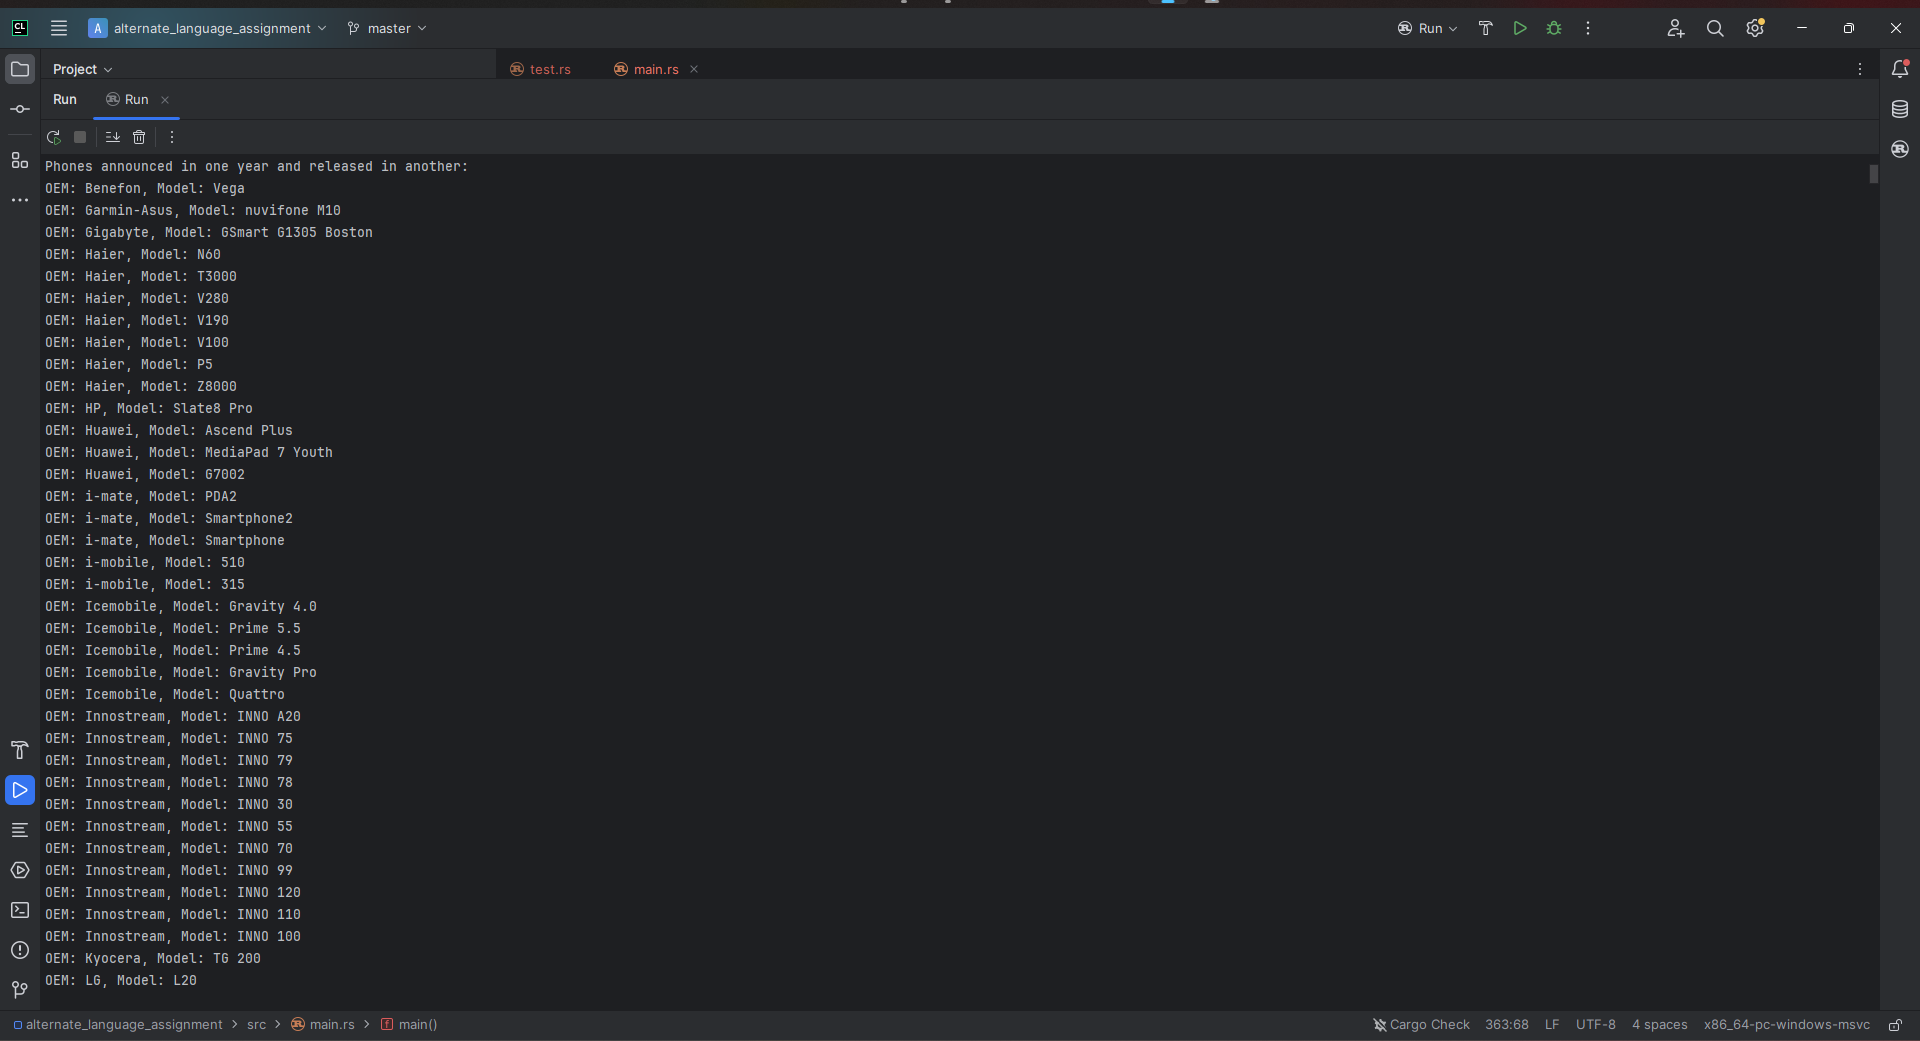 CL
A alternate_language_assignment master Run
Project test.rs main.rs
Run Run
Phones announced in one year and released in another:
OEM: Benefon, Model: Vega
OEM: Garmin-Asus, Model: nuvifone M10
OEM: Gigabyte, Model: GSmart G1305 Boston
OEM: Haier, Model: N60
OEM: Haier, Model: T3000
OEM: Haier, Model: V280
OEM: Haier, Model: V190
OEM: Haier, Model: V100
OEM: Haier, Model: P5
OEM: Haier, Model: Z8000
OEM: HP, Model: Slate8 Pro
OEM: Huawei, Model: Ascend Plus
OEM: Huawei, Model: MediaPad 7 Youth
OEM: Huawei, Model: G7002
OEM: i-mate, Model: PDA2
OEM: i-mate, Model: Smartphone2
OEM: i-mate, Model: Smartphone
OEM: i-mobile, Model: 510
OEM: i-mobile, Model: 315
OEM: Icemobile, Model: Gravity 4.0
OEM: Icemobile, Model: Prime 5.5
OEM: Icemobile, Model: Prime 4.5
OEM: Icemobile, Model: Gravity Pro
OEM: Icemobile, Model: Quattro
OEM: Innostream, Model: INNO A20
OEM: Innostream, Model: INNO 75
OEM: Innostream, Model: INNO 79
OEM: Innostream, Model: INNO 78
OEM: Innostream, Model: INNO 30
OEM: Innostream, Model: INNO 55
OEM: Innostream, Model: INNO 70
OEM: Innostream, Model: INNO 99
OEM: Innostream, Model: INNO 120
OEM: Innostream, Model: INNO 110
OEM: Innostream, Model: INNO 100
OEM: Kyocera, Model: TG 200
OEM: LG, Model: L20
alternate_language_assignment > src > main.rs > f main() Cargo Check 363:68 LF UTF-8 4 spaces x86_64-pc-windows-msvc